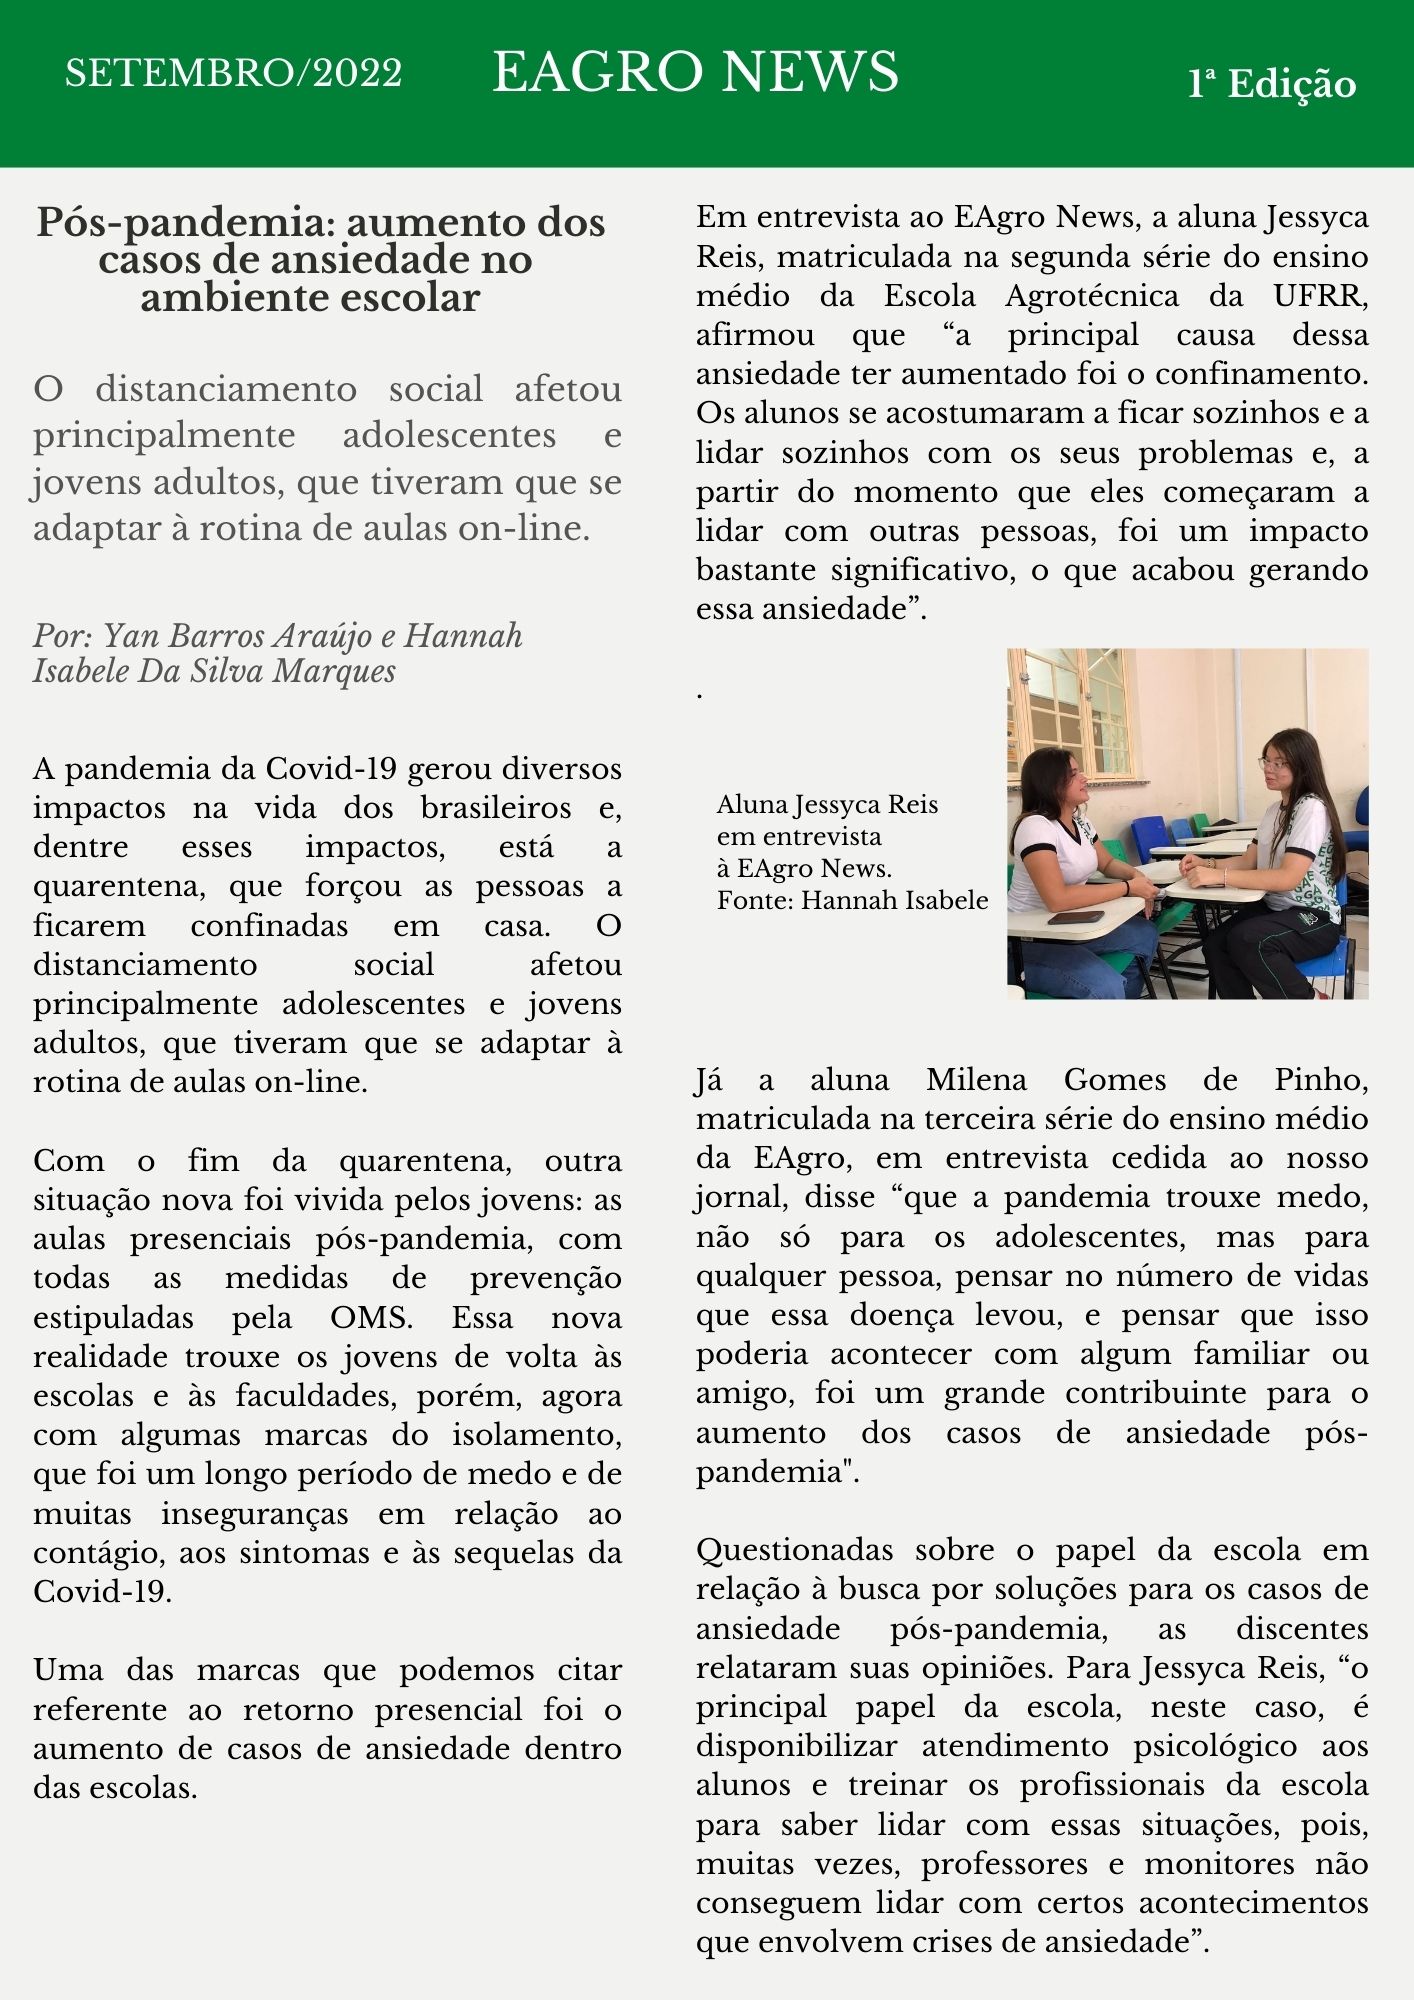 SETEMBRO/2022
EAGRO NEWS
1ª Edição
Pós-pandemia: aumento dos
casos de ansiedade no
ambiente escolar
O distanciamento social afetou
principalmente adolescentes e
jovens adultos, que tiveram que se
adaptar à rotina de aulas on-line.
Por: Yan Barros Araújo e Hannah
Isabele Da Silva Marques
A pandemia da Covid-19 gerou diversos
impactos na vida dos brasileiros e,
dentre esses impactos, está a
quarentena, que forçou as pessoas a
ficarem confinadas em casa. O
distanciamento social afetou
principalmente adolescentes e jovens
adultos, que tiveram que se adaptar à
rotina de aulas on-line.
Com o fim da quarentena, outra
situação nova foi vivida pelos jovens: as
aulas presenciais pós-pandemia, com
todas as medidas de prevenção
estipuladas pela OMS. Essa nova
realidade trouxe os jovens de volta às
escolas e às faculdades, porém, agora
com algumas marcas do isolamento,
que foi um longo período de medo e de
muitas inseguranças em relação ao
contágio, aos sintomas e às sequelas da
Covid-19.
Uma das marcas que podemos citar
referente ao retorno presencial foi o
aumento de casos de ansiedade dentro
das escolas.
Em entrevista ao EAgro News, a aluna Jessyca
Reis, matriculada na segunda série do ensino
médio da Escola Agrotécnica da UFRR,
afirmou que “a principal causa dessa
ansiedade ter aumentado foi o confinamento.
Os alunos se acostumaram a ficar sozinhos e a
lidar sozinhos com os seus problemas e, a
partir do momento que eles começaram a
lidar com outras pessoas, foi um impacto
bastante significativo, o que acabou gerando
essa ansiedade”.
.
Aluna Jessyca Reis
em entrevista
à EAgro News.
Fonte: Hannah Isabele
Já a aluna Milena Gomes de Pinho,
matriculada na terceira série do ensino médio
da EAgro, em entrevista cedida ao nosso
jornal, disse “que a pandemia trouxe medo,
não só para os adolescentes, mas para
qualquer pessoa, pensar no número de vidas
que essa doença levou, e pensar que isso
poderia acontecer com algum familiar ou
amigo, foi um grande contribuinte para o
aumento dos casos de ansiedade pós-
pandemia".
Questionadas sobre o papel da escola em
relação à busca por soluções para os casos de
ansiedade pós-pandemia, as discentes
relataram suas opiniões. Para Jessyca Reis, “o
principal papel da escola, neste caso, é
disponibilizar atendimento psicológico aos
alunos e treinar os profissionais da escola
para saber lidar com essas situações, pois,
muitas vezes, professores e monitores não
conseguem lidar com certos acontecimentos
que envolvem crises de ansiedade”.